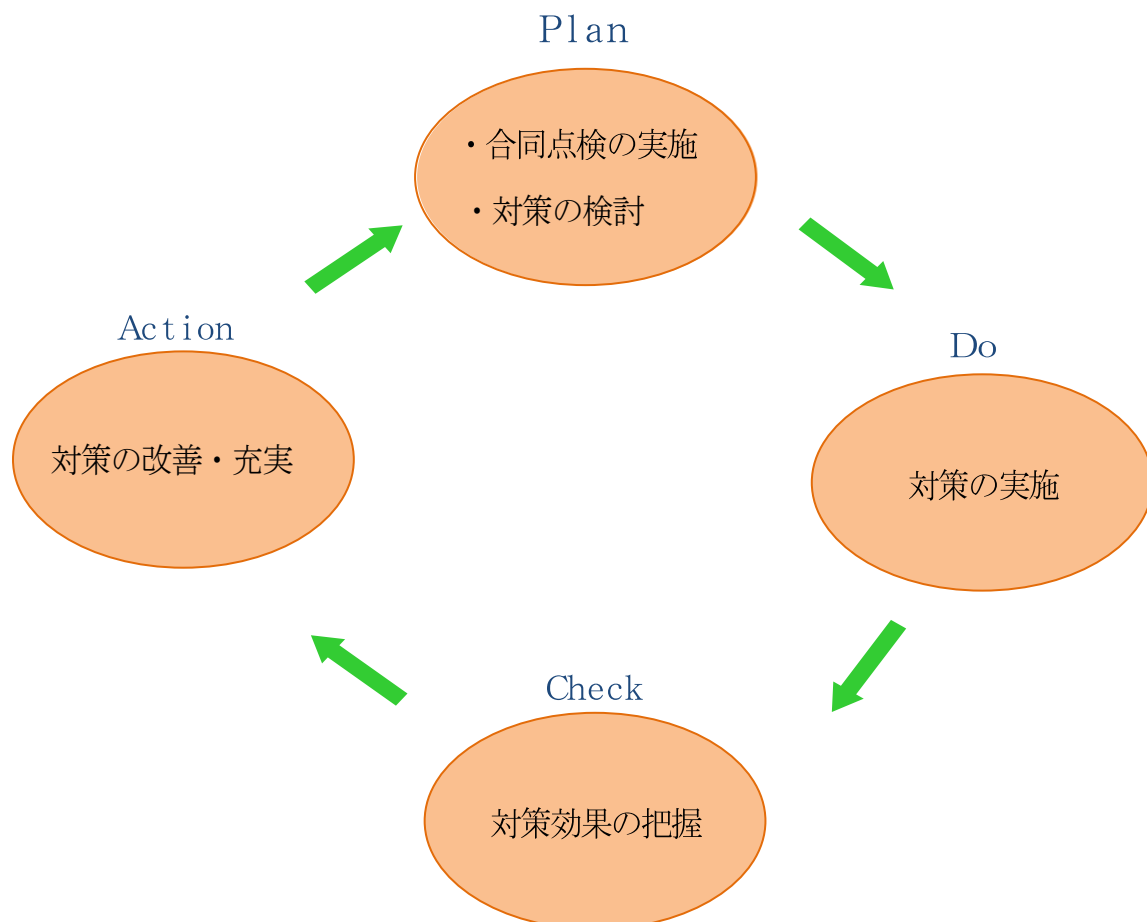 Plan
・合同点検の実施
・対策の検討
Do
対策の実施
Check
対策効果の把握
Action
対策の改善・充実